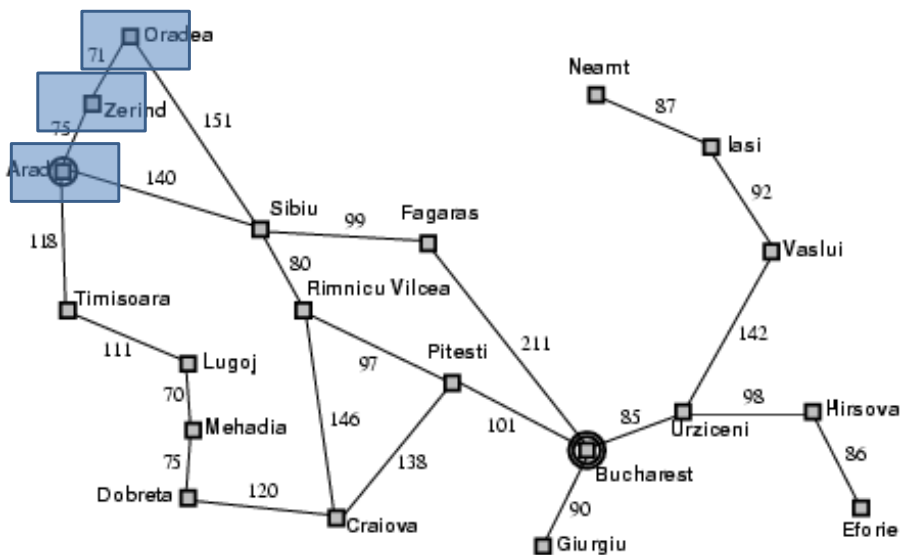 Oradea
71
Neamt
87
Zerind
75
151
Iasi
Arad
140
92
Sibiu
99
Fagaras
118
80
Vaslui
Timisoara
Rimnicu Vilcea
142
111
Lugoj
97
Pitesti
211
70
98
Hirsova
Mehadia
146
101
85
Urziceni
75
138
86
Bucharest
Dobreta
120
90
Craiova
Eforie
Giurgiu